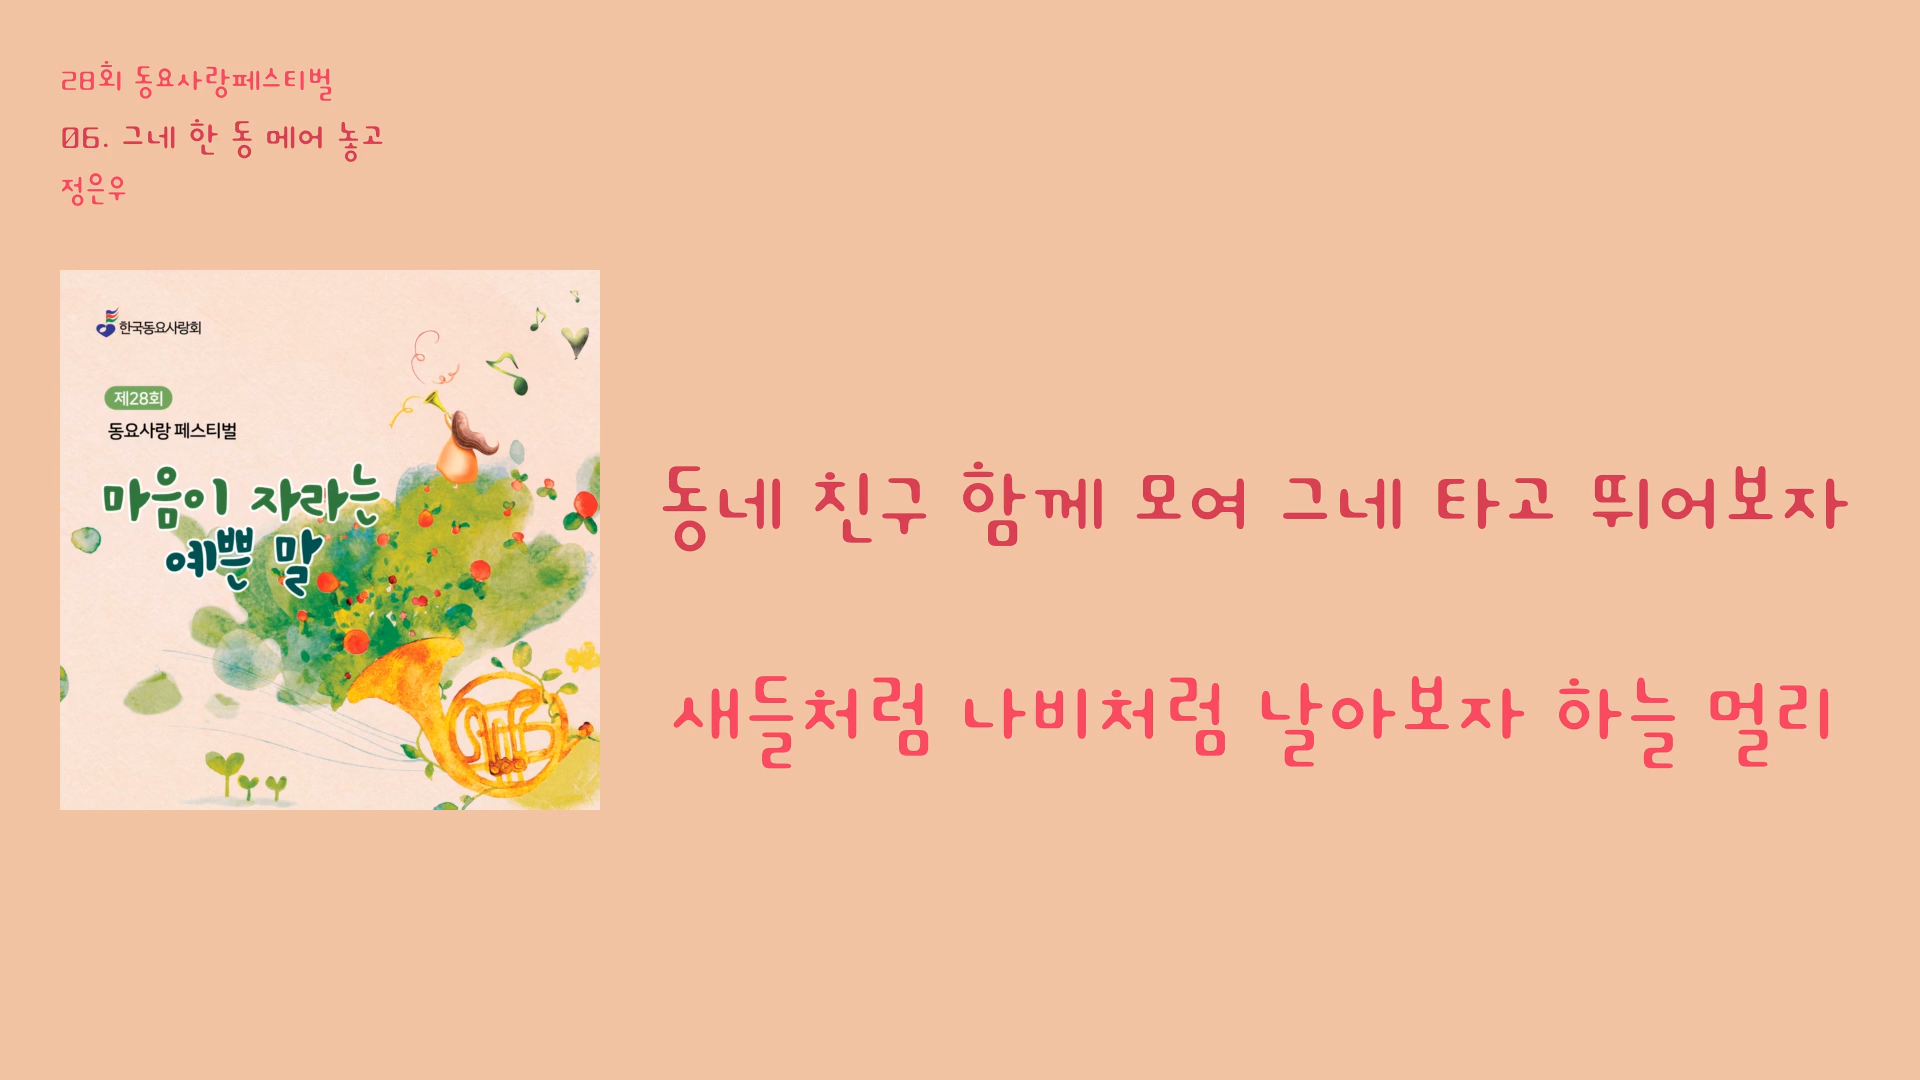 28회 동요사랑페스티벌
06. 그네 한 동 메어 놓고
정은우
한국동요사랑회
제28회
동요사랑 페스티벌
마음이 자라는
예쁜 말
동네 친구 함께 모여 그네 타고 뛰어보자
새들처럼 나비처럼 날아보자 하늘 멀리